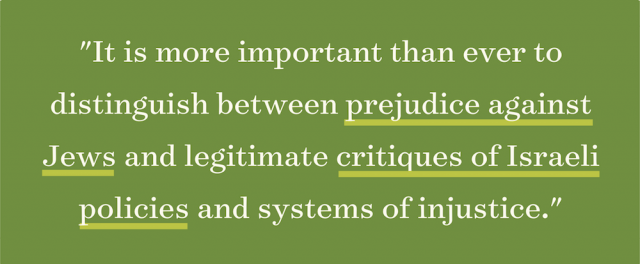 "It is more important than ever to
distinguish between prejudice against
Jews and legitimate critiques of Israeli
policies and systems of injustice."